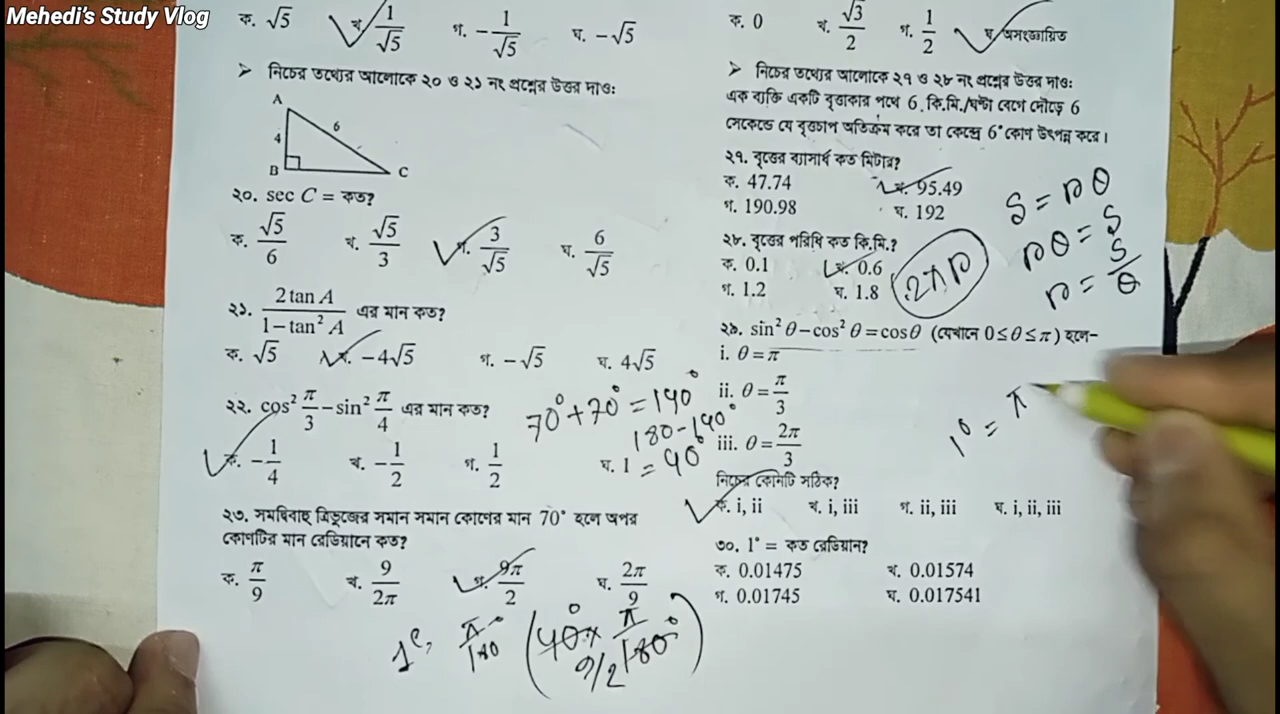 Mehedi's Study Vlog
ক. √5 খ. 1/√5 গ. −1/√5 ঘ. −√5
➢ নিচের তথ্যের আলোকে ২০ ও ২১ নং প্রশ্নের উত্তর দাও:
A
6
4
B
C
২০. sec C = কত?
ক. √5/6 খ. √5/3 গ. 3/√5 ঘ. 6/√5
২১. 2 tan A/1−tan² A এর মান কত?
ক. √5 খ. −4√5 গ. −√5 ঘ. 4√5
২২. cos² π/3 − sin² π/4 এর মান কত?
ক. −1/4 খ. −1/2 গ. 1/2 ঘ. 1
70° + 70° = 140°
180 − 140°
= 40°
২৩. সমদ্বিবাহু ত্রিভুজের সমান সমান কোণের মান 70° হলে অপর
কোণটির মান রেডিয়ানে কত?
ক. π/9 খ. 9/2π গ. 9π/2 ঘ. 2π/9
π/180 (40° × π/180°)
9/2
ক. 0 খ. √3/2 গ. 1/2 ঘ. অসংজ্ঞায়িত
➢ নিচের তথ্যের আলোকে ২৭ ও ২৮ নং প্রশ্নের উত্তর দাও:
এক ব্যক্তি একটি বৃত্তাকার পথে 6 কি.মি./ঘণ্টা বেগে দৌড়ে 6
সেকেন্ডে যে বৃত্তচাপ অতিক্রম করে তা কেন্দ্রে 6° কোণ উৎপন্ন করে।
২৭. বৃত্তের ব্যাসার্ধ কত মিটার?
ক. 47.74 খ. 95.49
গ. 190.98 ঘ. 192
২৮. বৃত্তের পরিধি কত কি.মি.?
ক. 0.1 খ. 0.6
গ. 1.2 ঘ. 1.8
2πr
S = rθ
rθ = S
r = S/θ
২৯. sin² θ − cos² θ = cos θ (যেখানে 0 ≤ θ ≤ π) হলে-
i. θ = π
ii. θ = π/3
iii. θ = 2π/3
নিচের কোনটি সঠিক?
ক. i, ii খ. i, iii গ. ii, iii ঘ. i, ii, iii
1° = π
৩০. 1° = কত রেডিয়ান?
ক. 0.01475 খ. 0.01574
গ. 0.01745 ঘ. 0.017541